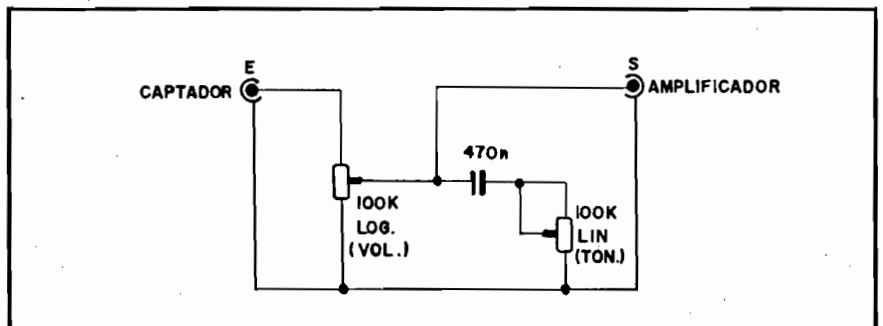 E
CAPTADOR
S
AMPLIFICADOR
470n
100K
LOG.
(VOL.)
100K
LIN
(TON.)